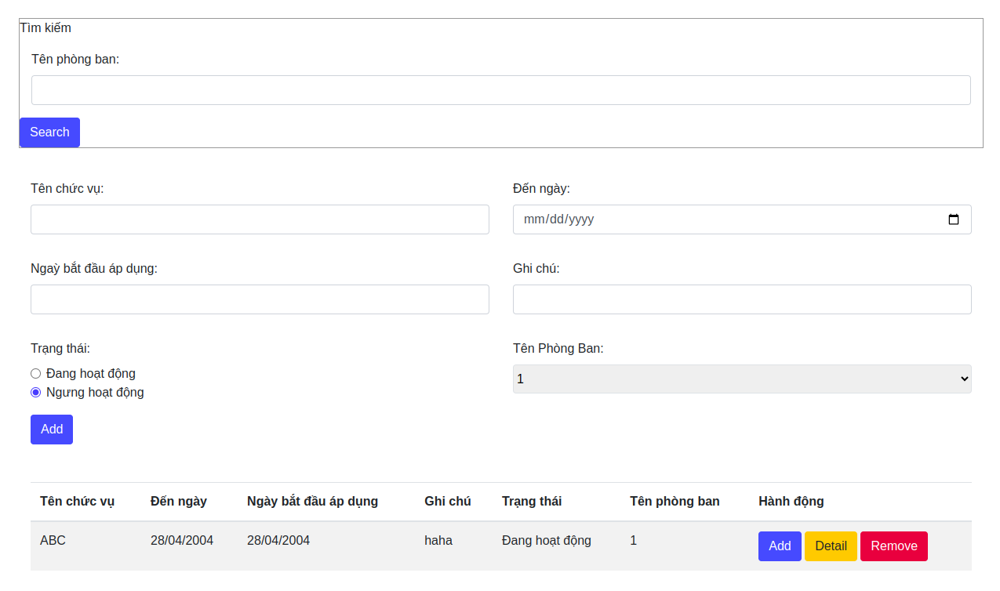 Tìm kiếm
Tên phòng ban:
Search
Tên chức vụ: Đến ngày:
mm/dd/yyyy
Ngaỳ bắt đầu áp dụng: Ghi chú:
Trạng thái: Tên Phòng Ban:
Đang hoạt động 1
Ngưng hoạt động
Add
Tên chức vụ Đến ngày Ngày bắt đầu áp dụng Ghi chú Trạng thái Tên phòng ban Hành động
ABC 28/04/2004 28/04/2004 haha Đang hoạt động 1 Add Detail Remove